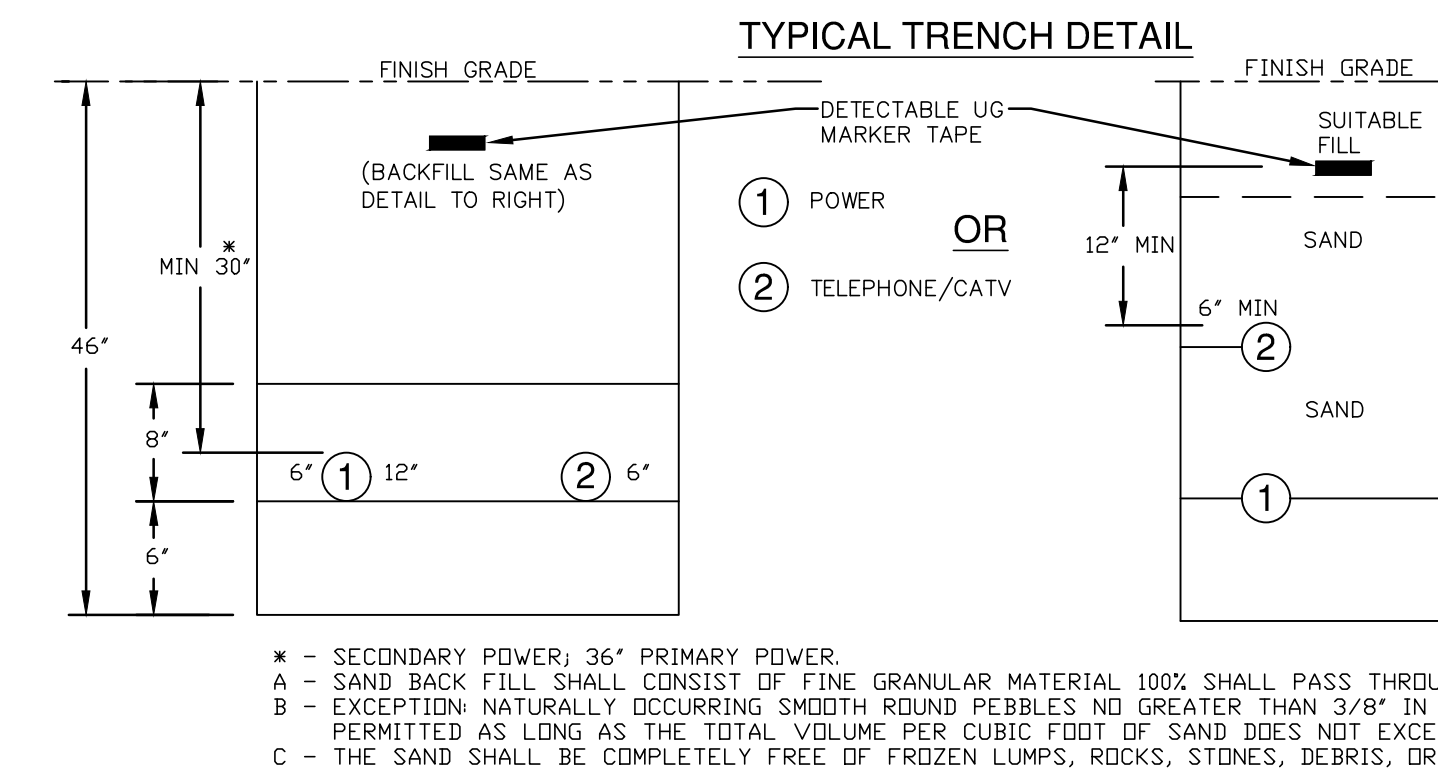 TYPICAL TRENCH DETAIL
FINISH GRADE
FINISH GRADE
DETECTABLE UG
MARKER TAPE
SUITABLE
FILL
(BACKFILL SAME AS
DETAIL TO RIGHT)
1 POWER
OR
2 TELEPHONE/CATV
12" MIN
SAND
*
MIN 30"
6" MIN
46"
2
8"
SAND
6" 1 12" 2 6"
1
6"
* - SECONDARY POWER; 36" PRIMARY POWER.
A - SAND BACK FILL SHALL CONSIST OF FINE GRANULAR MATERIAL 100% SHALL PASS THROU
B - EXCEPTION: NATURALLY OCCURRING SMOOTH ROUND PEBBLES NO GREATER THAN 3/8" IN
PERMITTED AS LONG AS THE TOTAL VOLUME PER CUBIC FOOT OF SAND DOES NOT EXCE
C - THE SAND SHALL BE COMPLETELY FREE OF FROZEN LUMPS, ROCKS, STONES, DEBRIS, OR